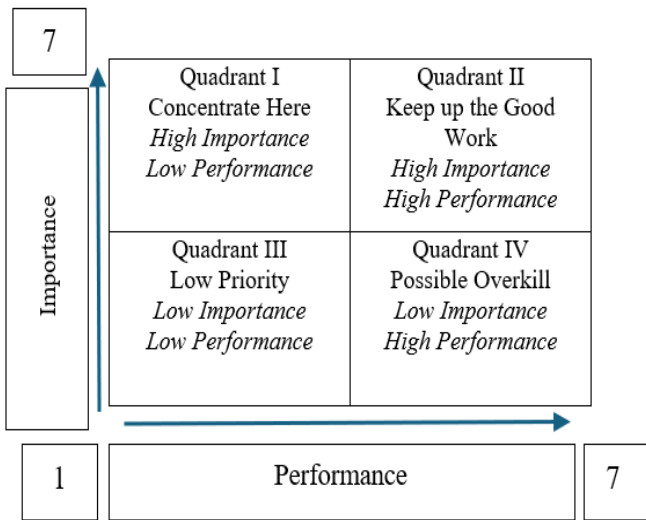 7
Importance
Quadrant I
Concentrate Here
High Importance
Low Performance
Quadrant II
Keep up the Good
Work
High Importance
High Performance
Quadrant III
Low Priority
Low Importance
Low Performance
Quadrant IV
Possible Overkill
Low Importance
High Performance
1
Performance
7